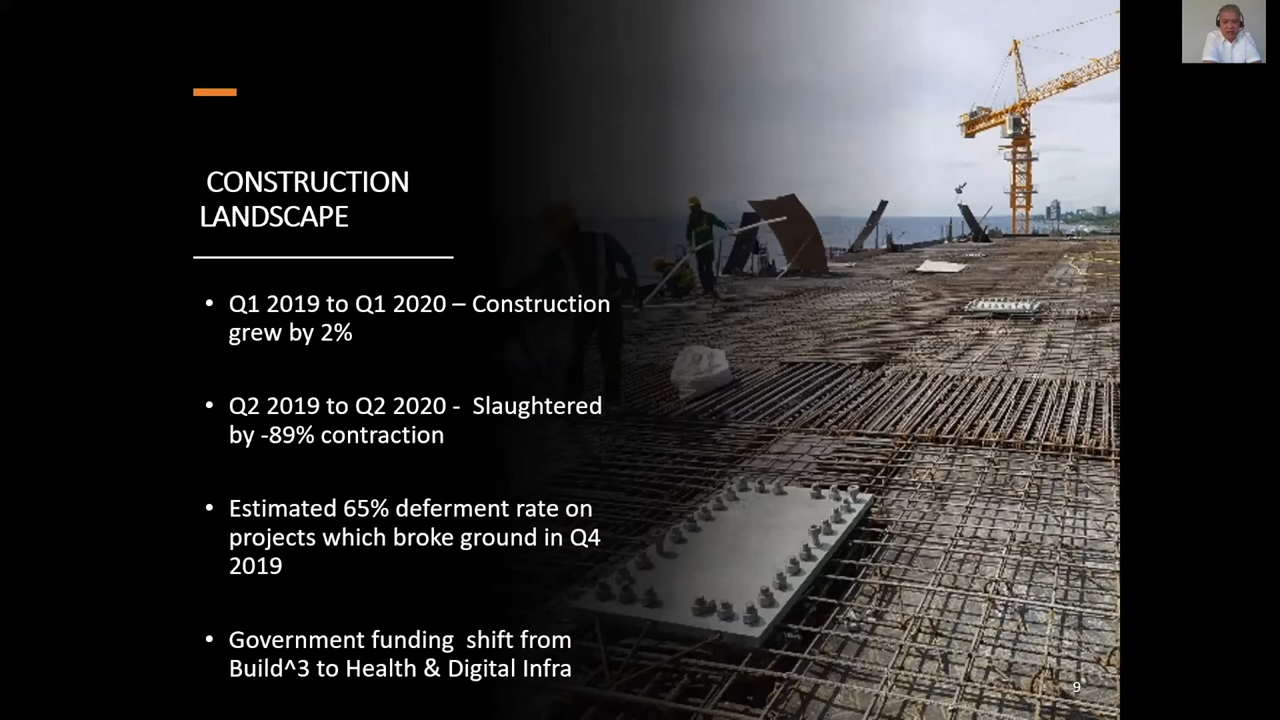 CONSTRUCTION
LANDSCAPE
• Q1 2019 to Q1 2020 – Construction
grew by 2%
• Q2 2019 to Q2 2020 - Slaughtered
by -89% contraction
• Estimated 65% deferment rate on
projects which broke ground in Q4
2019
• Government funding shift from
Build^3 to Health & Digital Infra
9